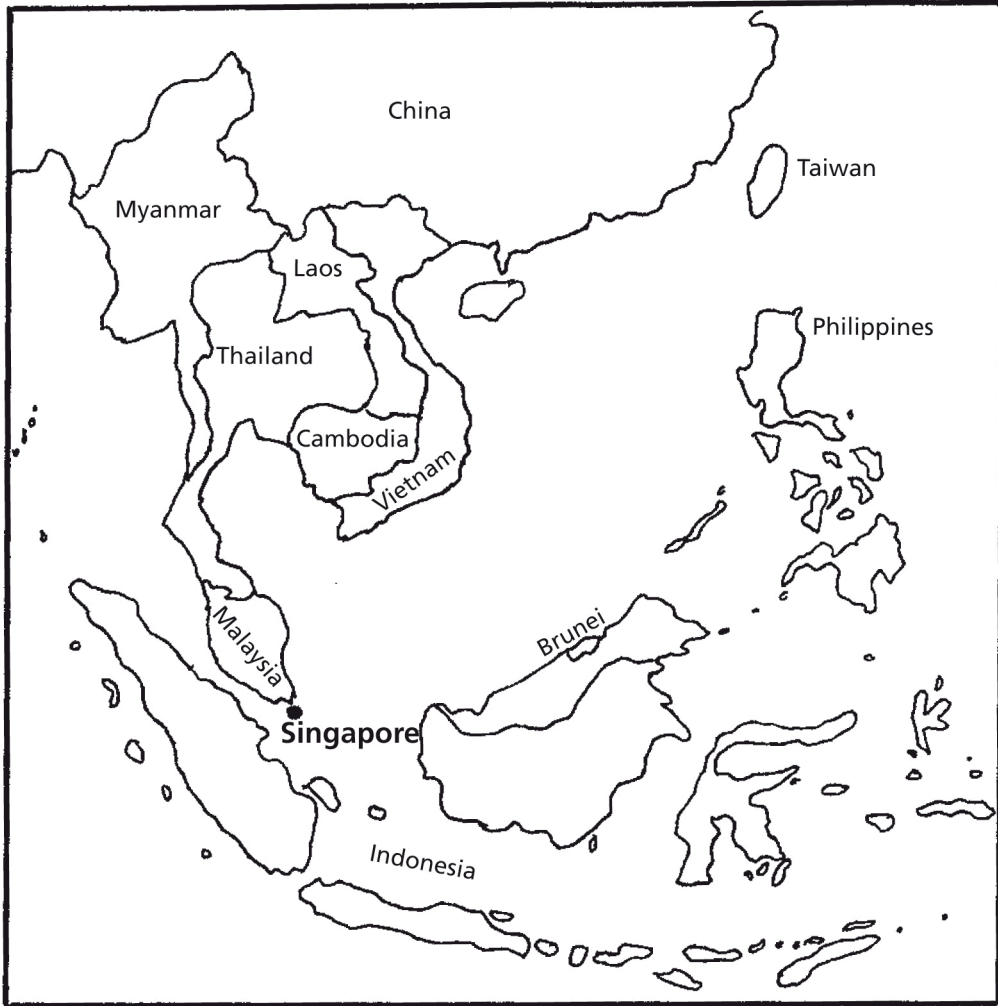 China
Taiwan
Myanmar
Laos
Philippines
Thailand
Cambodia
Vietnam
Brunei
Malaysia
Singapore
Indonesia